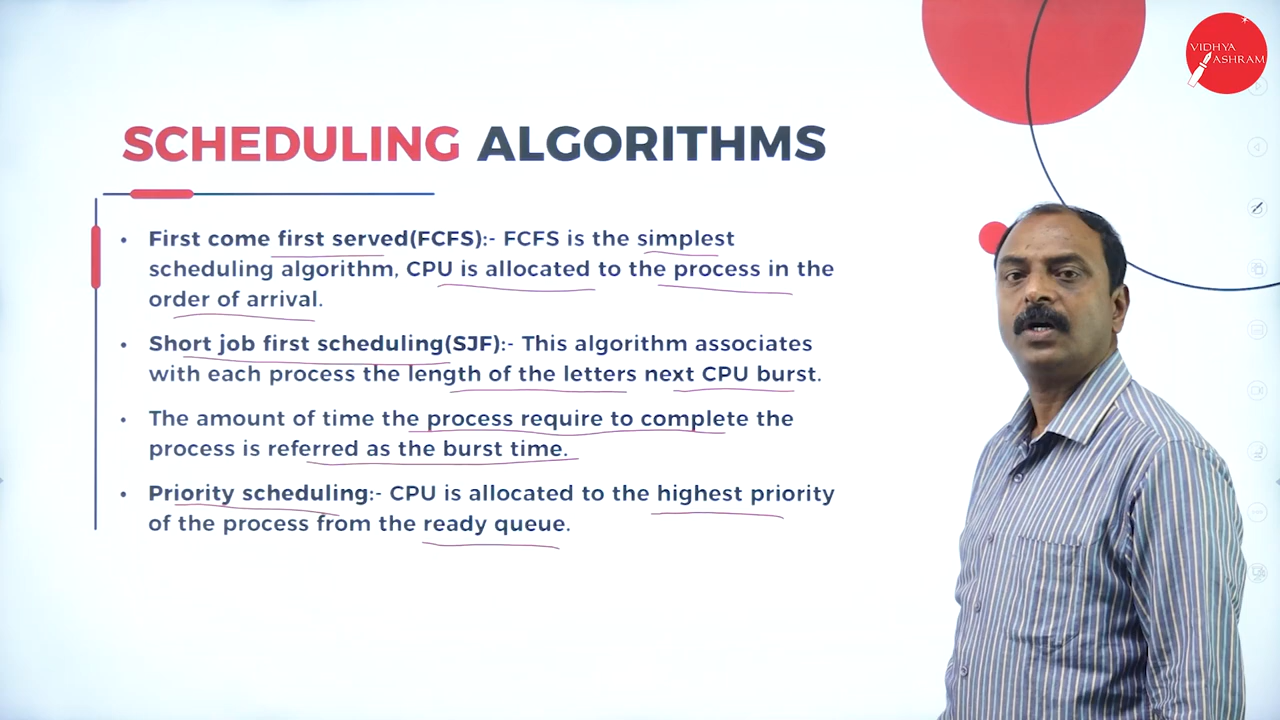 VIDHYA
ASHRAM
SCHEDULING ALGORITHMS
• First come first served(FCFS):- FCFS is the simplest
scheduling algorithm, CPU is allocated to the process in the
order of arrival.
• Short job first scheduling(SJF):- This algorithm associates
with each process the length of the letters next CPU burst.
• The amount of time the process require to complete the
process is referred as the burst time.
• Priority scheduling:- CPU is allocated to the highest priority
of the process from the ready queue.